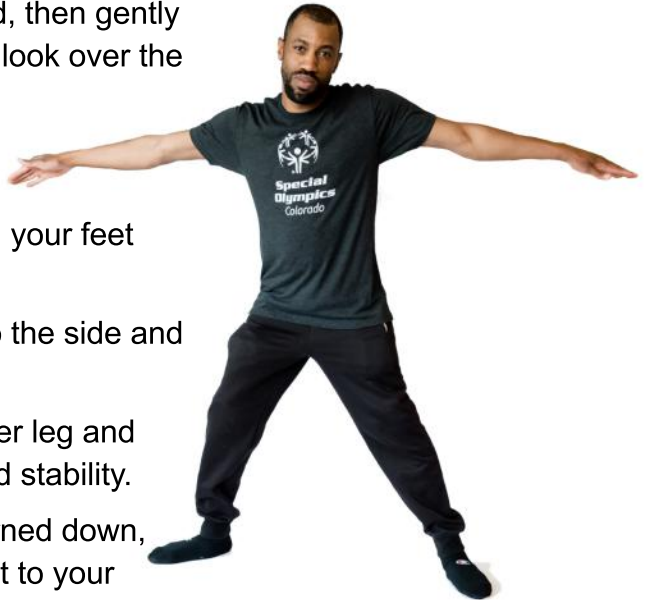 d, then gently
look over the
Special
Olympics
Colorado
your feet
the side and
er leg and
d stability.
ned down,
t to your